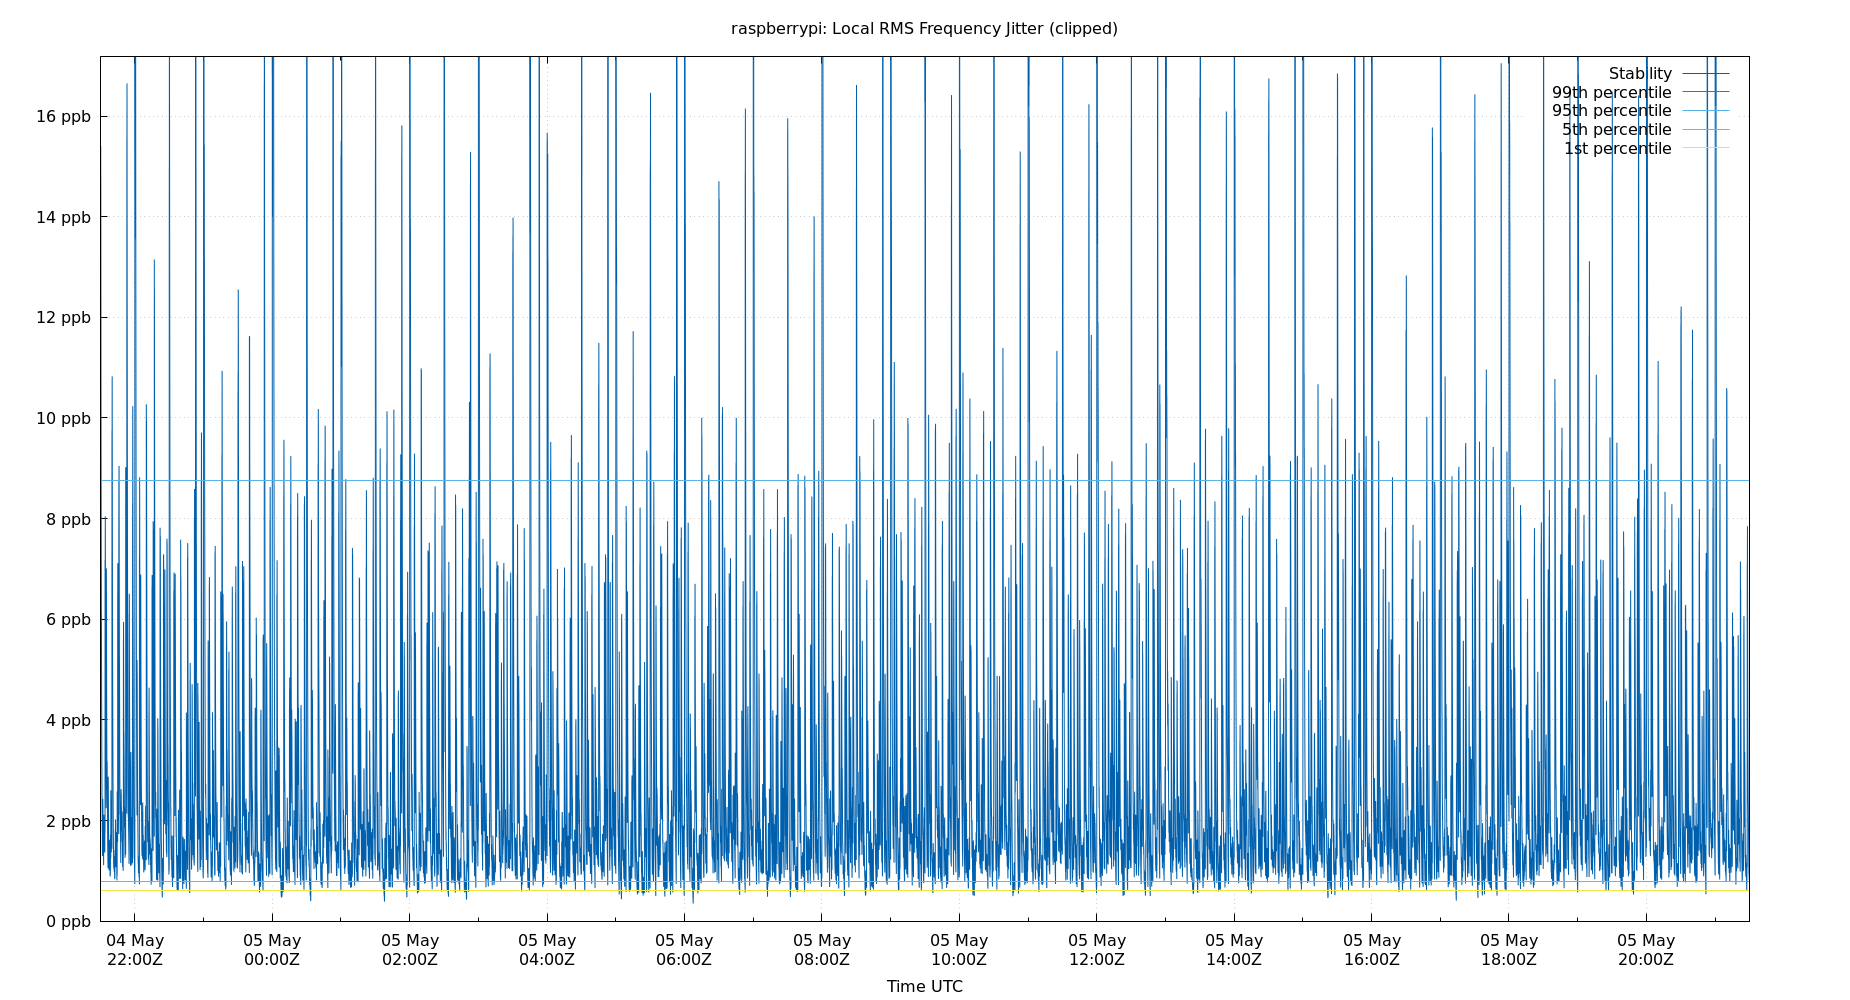 raspberrypi: Local RMS Frequency Jitter (clipped)
Stability
99th percentile
95th percentile
5th percentile
1st percentile
16 ppb
14 ppb
12 ppb
10 ppb
8 ppb
6 ppb
4 ppb
2 ppb
0 ppb
04 May 05 May 05 May 05 May 05 May 05 May 05 May 05 May 05 May 05 May 05 May 05 May
22:00Z 00:00Z 02:00Z 04:00Z 06:00Z 08:00Z 10:00Z 12:00Z 14:00Z 16:00Z 18:00Z 20:00Z
Time UTC